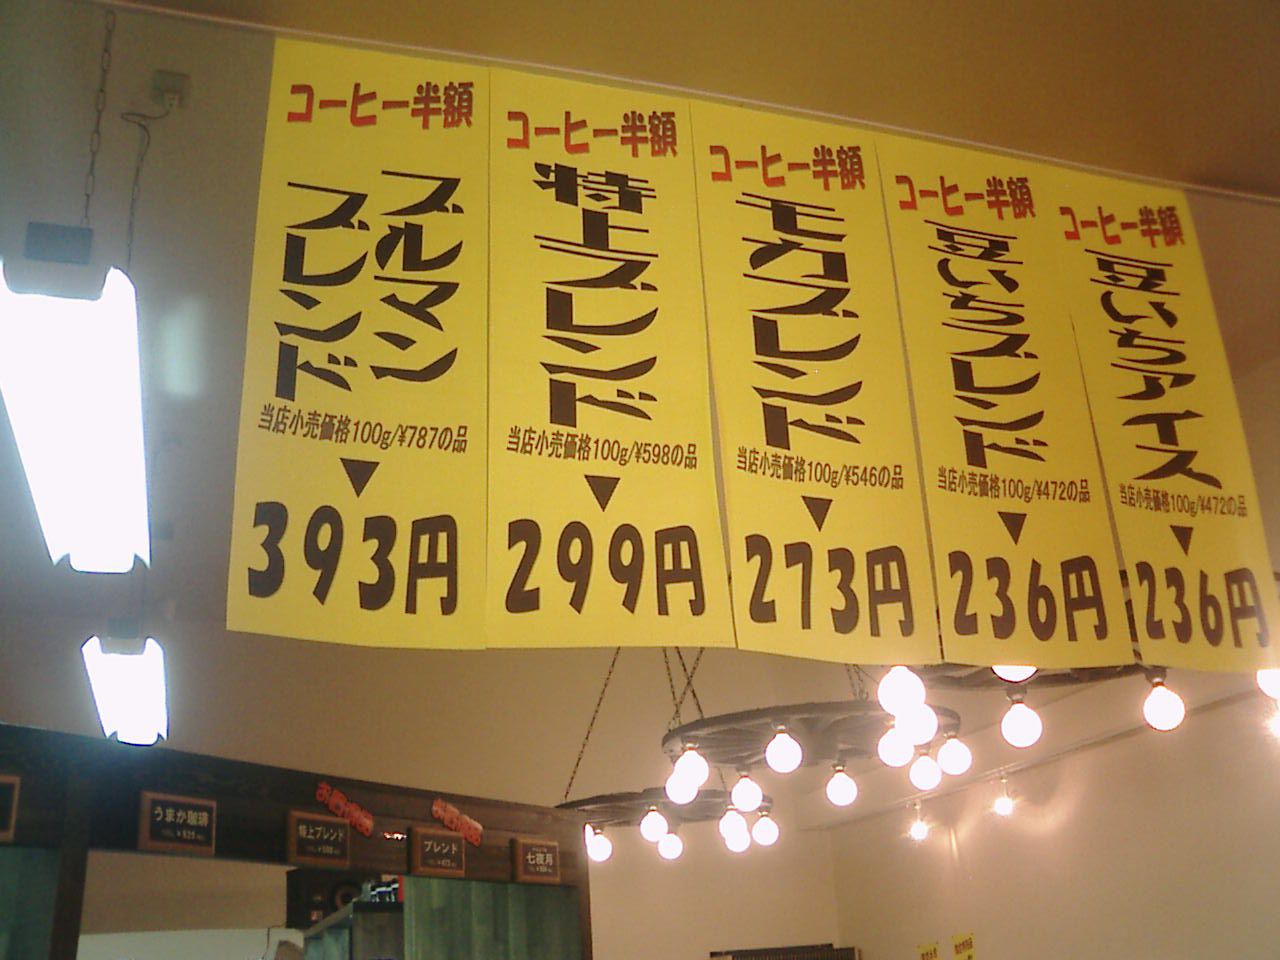 コーヒー半額
ブルマン
ブレンド
当店小売価格100g/¥787の品
▼
393円
コーヒー半額
特上ブレンド
当店小売価格100g/¥598の品
▼
299円
コーヒー半額
モカブレンド
当店小売価格100g/¥546の品
▼
273円
コーヒー半額
豆いちブレンド
当店小売価格100g/¥472の品
▼
236円
コーヒー半額
豆いちアイス
当店小売価格100g/¥472の品
▼
236円
うまか珈琲
特上ブレンド
ブレンド
七夜月